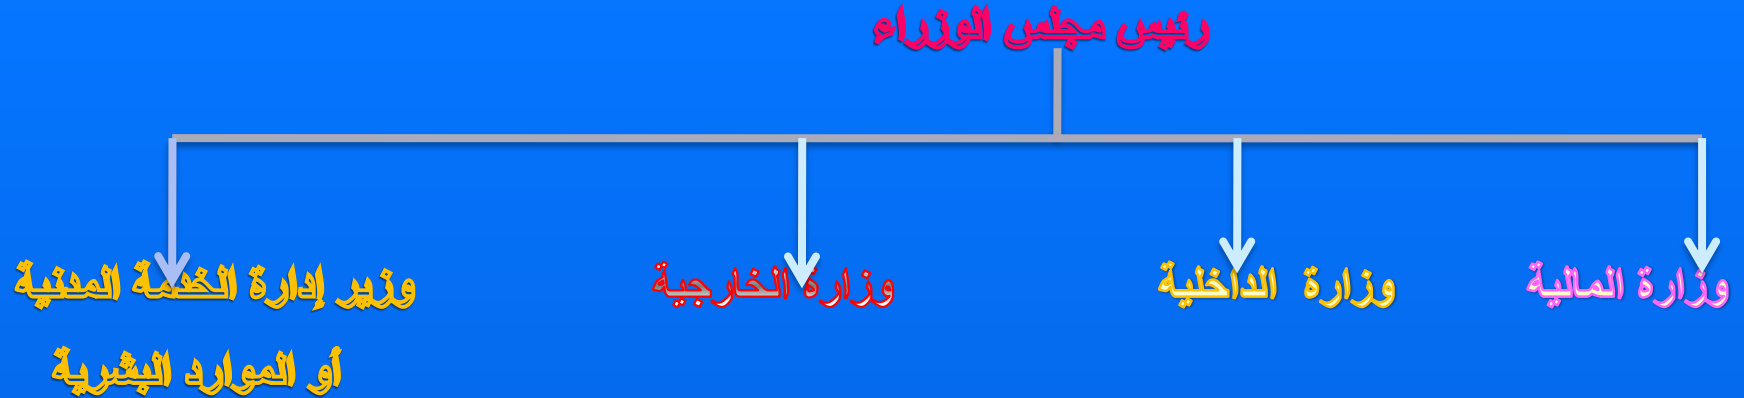 رئيس مجلس الوزراء
وزارة المالية
وزارة الداخلية
وزارة الخارجية
وزير إدارة الخدمة المدنية
أو الموارد البشرية